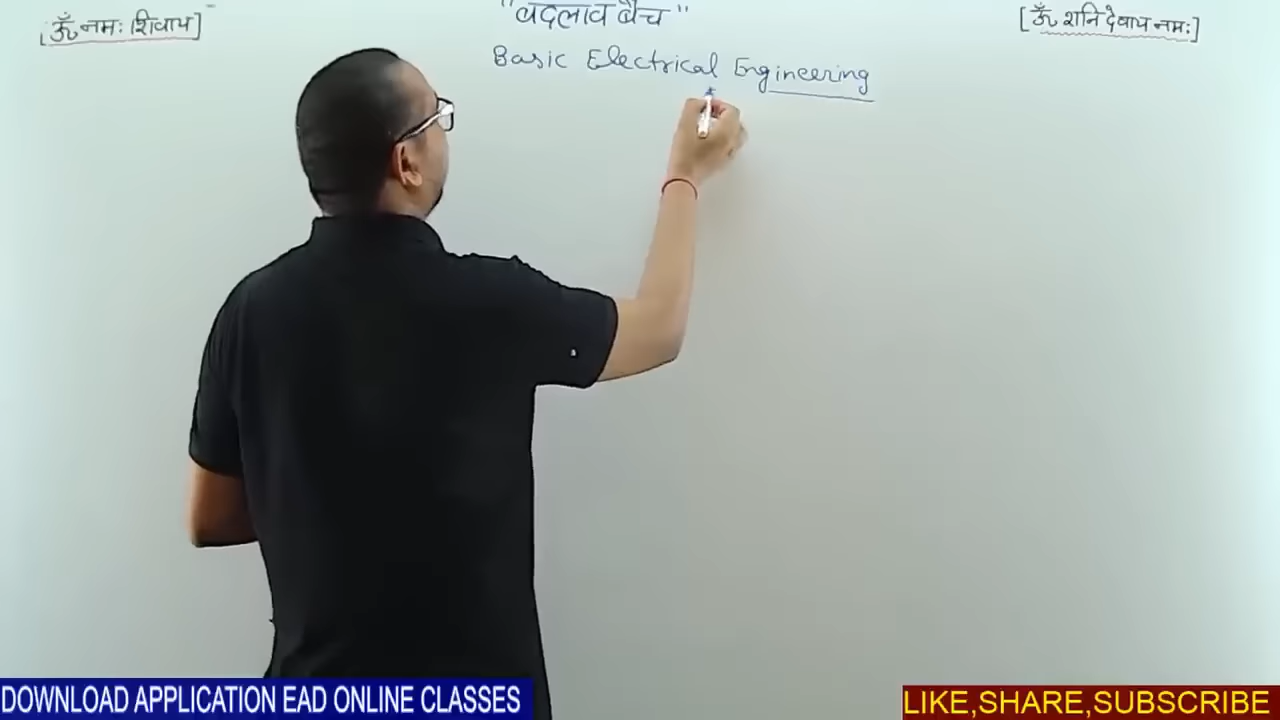 [ॐ नमः शिवाय]
"बदलाव बैच"
[ॐ शनि देवाय नमः]
Basic Electrical Engineering
DOWNLOAD APPLICATION EAD ONLINE CLASSES
LIKE,SHARE,SUBSCRIBE